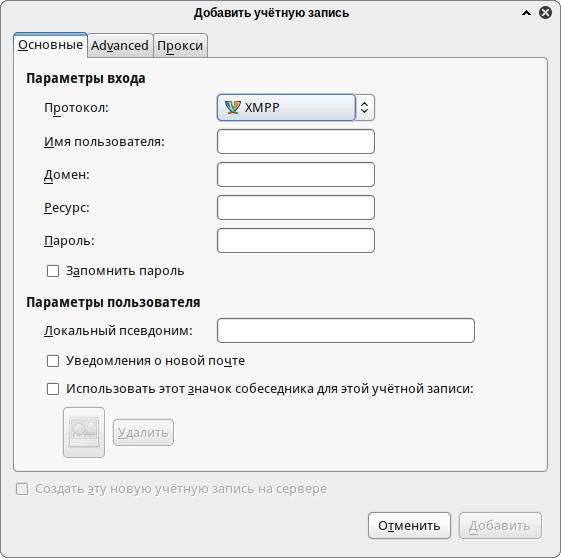 Добавить учётную запись
Основные Advanced Прокси
Параметры входа
Протокол: XMPP
Имя пользователя:
Домен:
Ресурс:
Пароль:
Запомнить пароль
Параметры пользователя
Локальный псевдоним:
Уведомления о новой почте
Использовать этот значок собеседника для этой учётной записи:
Удалить
Создать эту новую учётную запись на сервере
Отменить Добавить